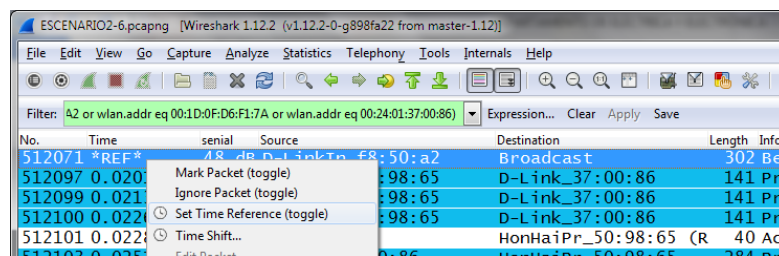 ESCENARIO2-6.pcapng [Wireshark 1.12.2 (v1.12.2-0-g898fa22 from master-1.12)]
File Edit View Go Capture Analyze Statistics Telephony Tools Internals Help
Filter: A2 or wlan.addr eq 00:1D:0F:D6:F1:7A or wlan.addr eq 00:24:01:37:00:86) Expression... Clear Apply Save
No. Time senial Source Destination Length Info
512071 *REF* 48 dB D-LinkIn_f8:50:a2 Broadcast 302 Be
512097 0.020 :98:65 D-Link_37:00:86 141 Pr
512099 0.021 :98:65 D-Link_37:00:86 141 Pr
512100 0.022 :98:65 D-Link_37:00:86 141 Pr
512101 0.0228 HonHaiPr_50:98:65 (R 40 Ac
Mark Packet (toggle)
Ignore Packet (toggle)
Set Time Reference (toggle)
Time Shift...
Edit Packet